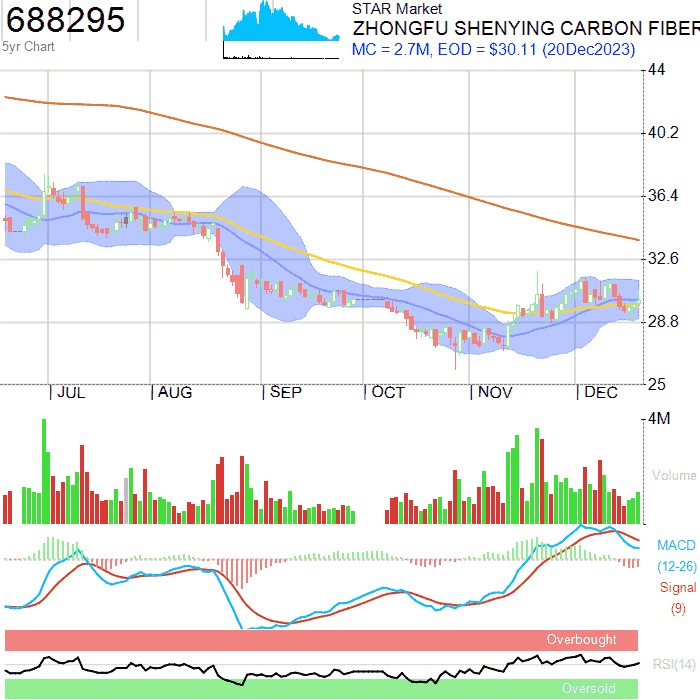 688295
5yr Chart
STAR Market
ZHONGFU SHENYING CARBON FIBER
MC = 2.7M, EOD = $30.11 (20Dec2023)
44
40.2
36.4
32.6
28.8
25
JUL
AUG
SEP
OCT
NOV
DEC
4M
Volume
MACD
(12-26)
Signal
(9)
Overbought
RSI(14)
Oversold